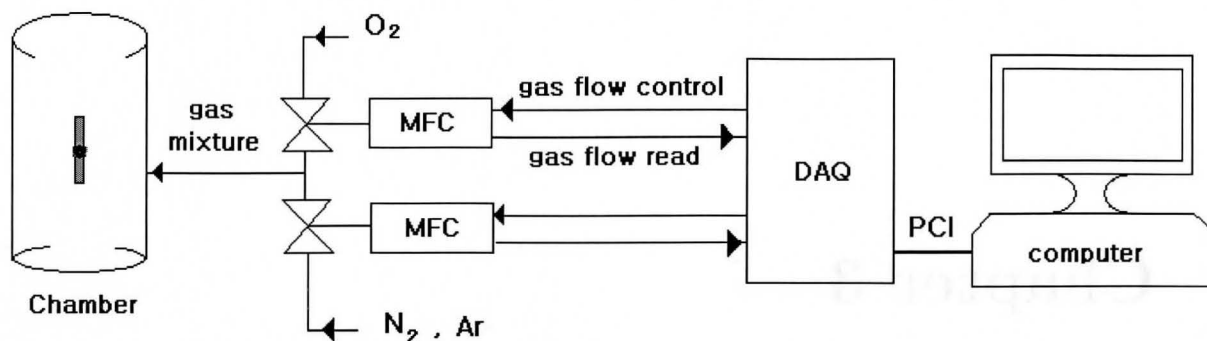 O₂
gas flow control
MFC
gas mixture
gas flow read
DAQ
MFC
PCI
computer
Chamber
N₂ , Ar